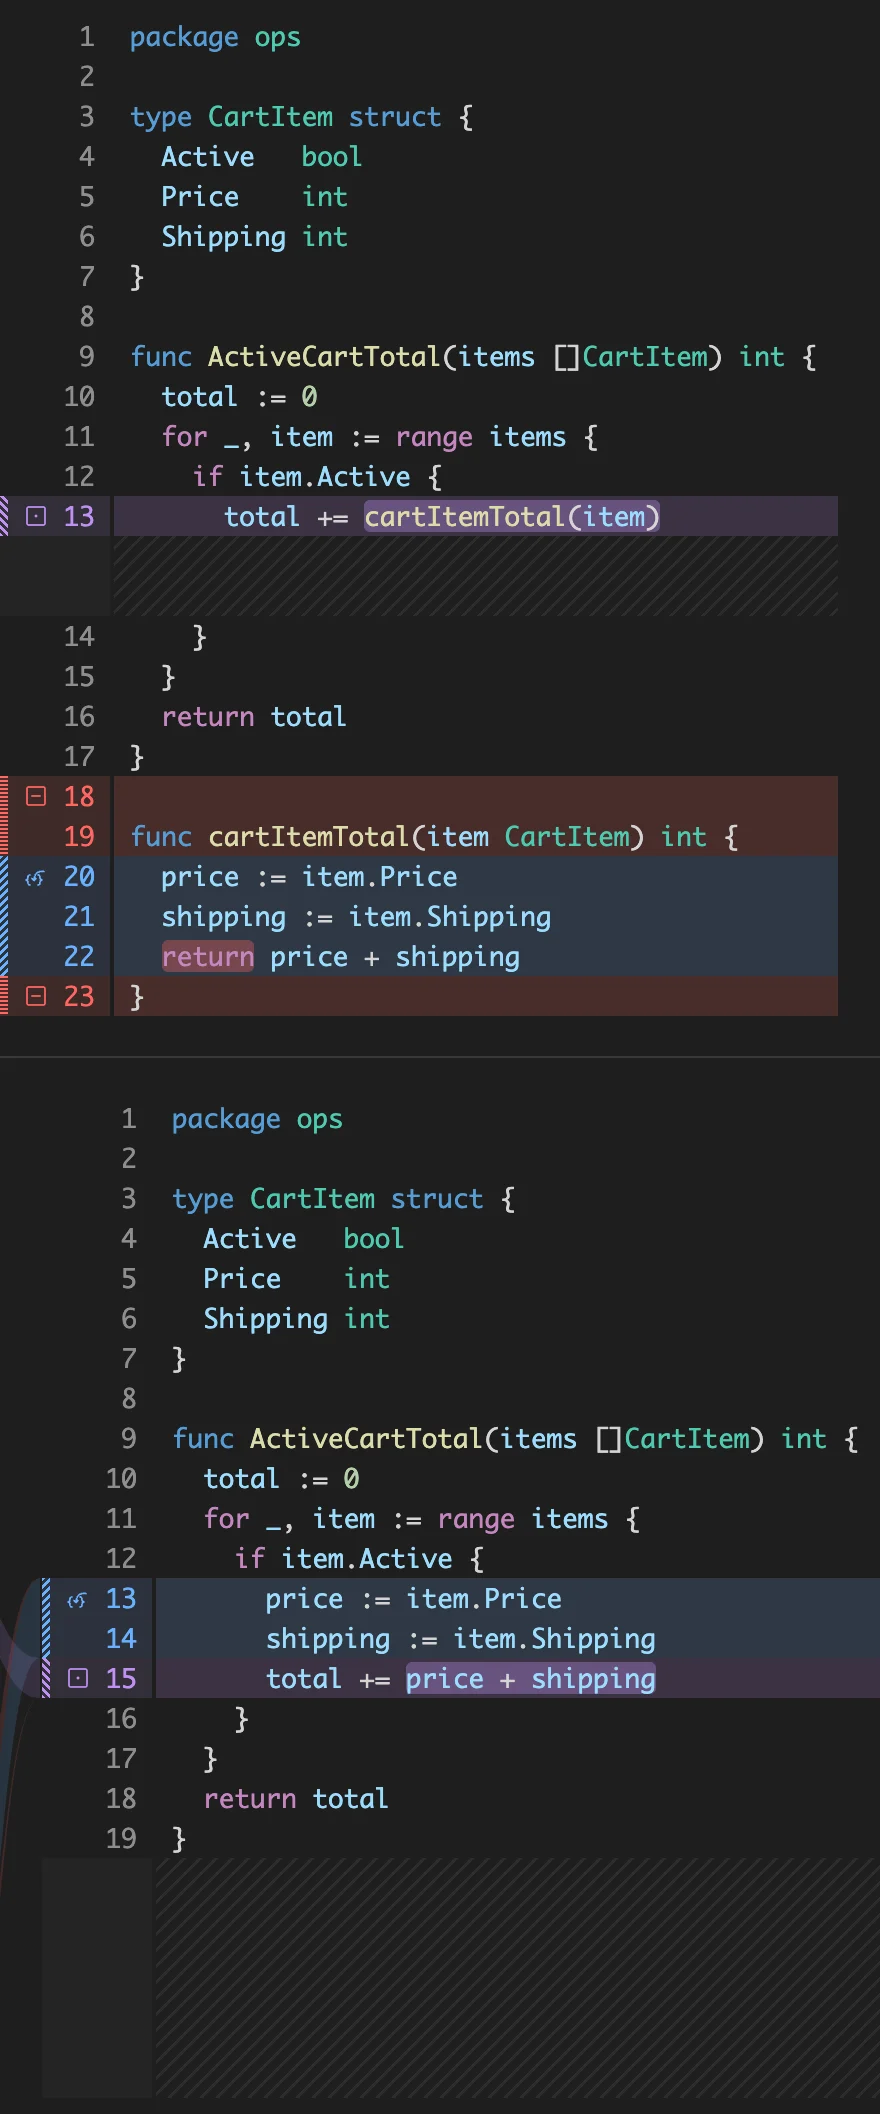 1 package ops
2
3 type CartItem struct {
4   Active   bool
5   Price    int
6   Shipping int
7 }
8
9 func ActiveCartTotal(items []CartItem) int {
10   total := 0
11   for _, item := range items {
12     if item.Active {
13       total += cartItemTotal(item)
14     }
15   }
16   return total
17 }
18
19 func cartItemTotal(item CartItem) int {
20   price := item.Price
21   shipping := item.Shipping
22   return price + shipping
23 }
1 package ops
2
3 type CartItem struct {
4   Active   bool
5   Price    int
6   Shipping int
7 }
8
9 func ActiveCartTotal(items []CartItem) int {
10   total := 0
11   for _, item := range items {
12     if item.Active {
13       price := item.Price
14       shipping := item.Shipping
15       total += price + shipping
16     }
17   }
18   return total
19 }